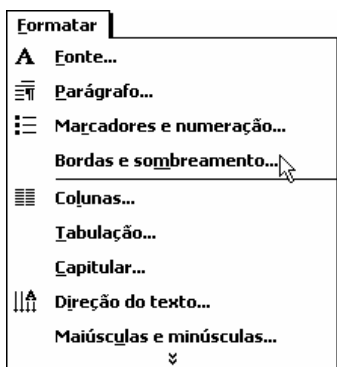 Formatar
Fonte...
Parágrafo...
Marcadores e numeração...
Bordas e sombreamento...
Colunas...
Tabulação...
Capitular...
Direção do texto...
Maiúsculas e minúsculas...